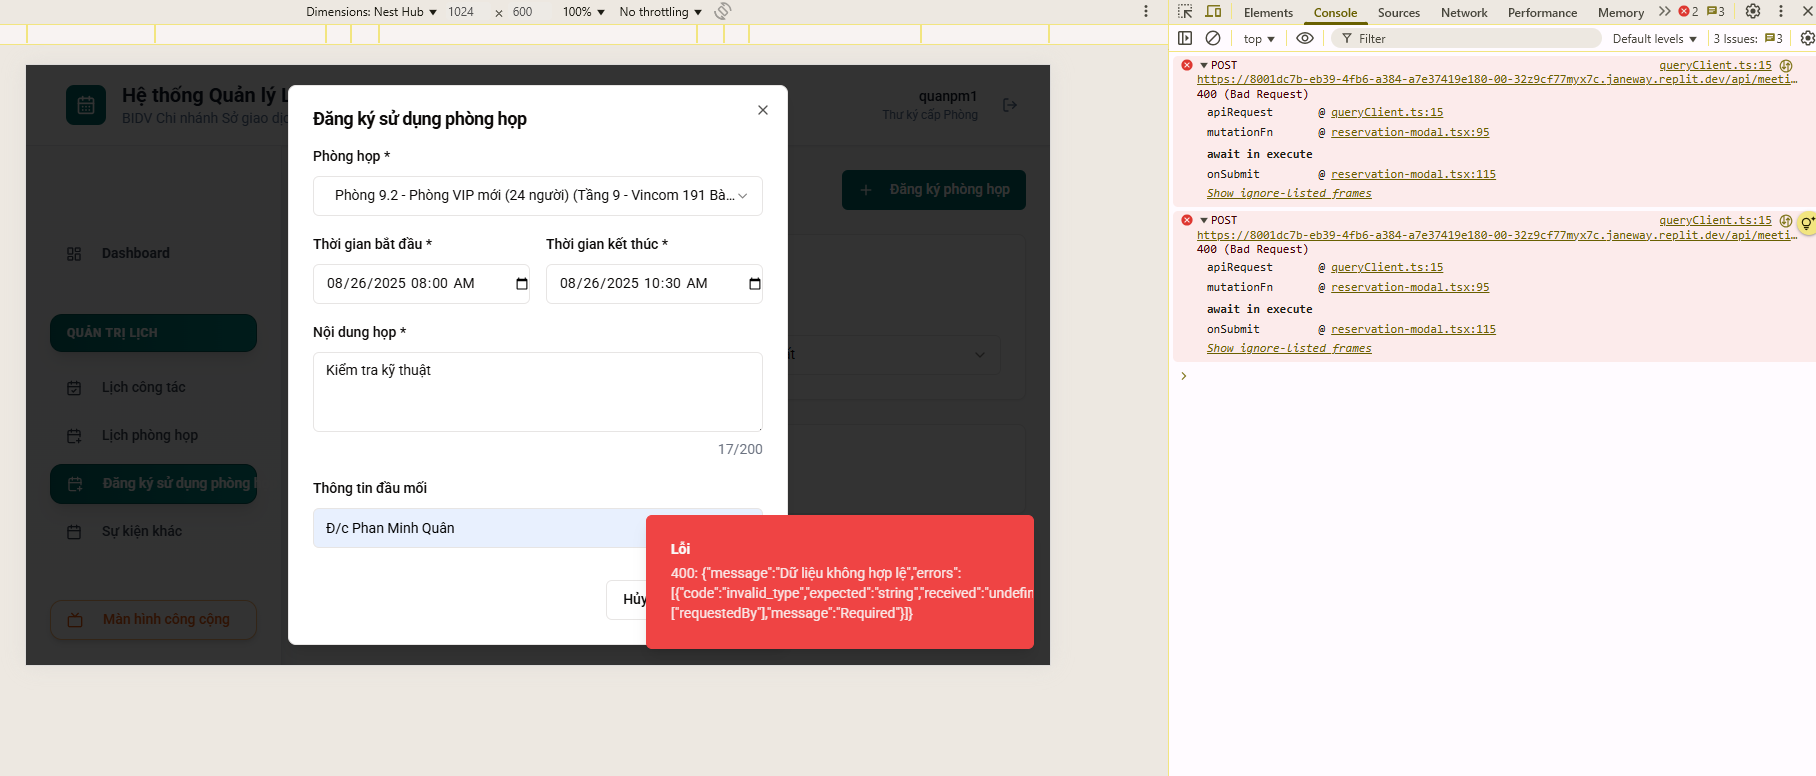 Dimensions: Nest Hub ▼ 1024 × 600 100% ▼ No throttling ▼
Elements Console Sources Network Performance Memory 2 3
top ▼ Filter Default levels ▼ 3 Issues: 3
Hệ thống Quản lý L
BIDV Chi nhánh Sở giao dịc
quanpm1
Thư ký cấp Phòng
Đăng ký phòng họp
Dashboard
QUẢN TRỊ LỊCH
Lịch công tác
Lịch phòng họp
Đăng ký sử dụng phòng h
Sự kiện khác
Màn hình công cộng
Đăng ký sử dụng phòng họp
Phòng họp *
Phòng 9.2 - Phòng VIP mới (24 người) (Tầng 9 - Vincom 191 Bà...
Thời gian bắt đầu * Thời gian kết thúc *
08/26/2025 08:00 AM 08/26/2025 10:30 AM
Nội dung họp *
Kiểm tra kỹ thuật
17/200
Thông tin đầu mối
Đ/c Phan Minh Quân
Hủy
Lỗi
400: {"message":"Dữ liệu không hợp lệ","errors":
[{"code":"invalid_type","expected":"string","received":"undefin
["requestedBy"],"message":"Required"}]}
POST queryClient.ts:15
https://8001dc7b-eb39-4fb6-a384-a7e37419e180-00-32z9cf77myx7c.janeway.replit.dev/api/meeti…
400 (Bad Request)
apiRequest @ queryClient.ts:15
mutationFn @ reservation-modal.tsx:95
await in execute
onSubmit @ reservation-modal.tsx:115
Show ignore-listed frames
POST queryClient.ts:15
https://8001dc7b-eb39-4fb6-a384-a7e37419e180-00-32z9cf77myx7c.janeway.replit.dev/api/meeti…
400 (Bad Request)
apiRequest @ queryClient.ts:15
mutationFn @ reservation-modal.tsx:95
await in execute
onSubmit @ reservation-modal.tsx:115
Show ignore-listed frames